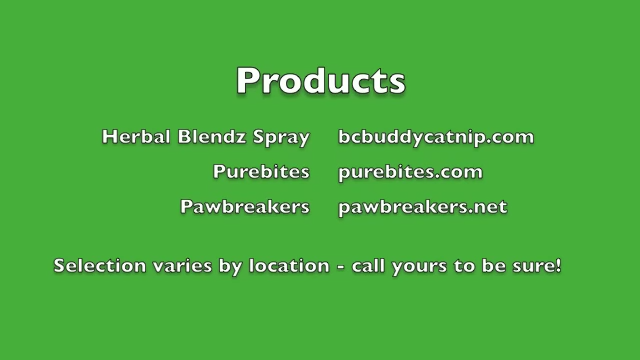 Products
Herbal Blendz Spray bcbuddycatnip.com
Purebites purebites.com
Pawbreakers pawbreakers.net
Selection varies by location - call yours to be sure!